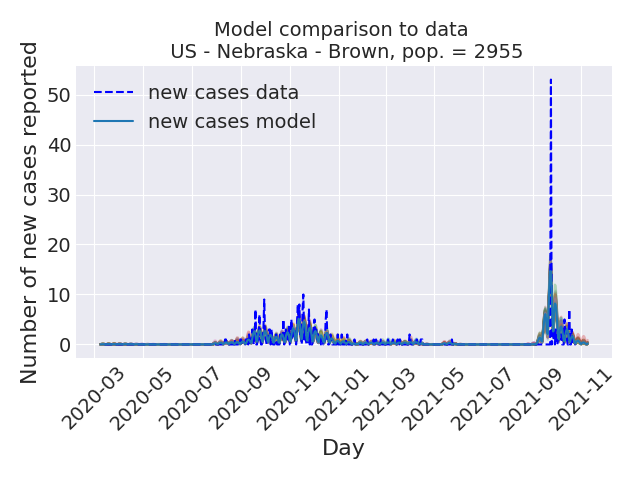 Model comparison to data
US - Nebraska - Brown, pop. = 2955
Number of new cases reported
50
40
30
20
10
0
new cases data
new cases model
2020-03
2020-05
2020-07
2020-09
2020-11
2021-01
2021-03
2021-05
2021-07
2021-09
2021-11
Day